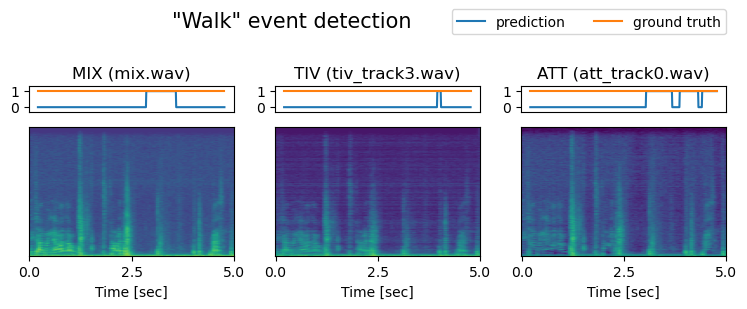 "Walk" event detection
prediction
ground truth
MIX (mix.wav)
TIV (tiv_track3.wav)
ATT (att_track0.wav)
1
0
1
0
1
0
0.0
2.5
5.0
0.0
2.5
5.0
0.0
2.5
5.0
Time [sec]
Time [sec]
Time [sec]